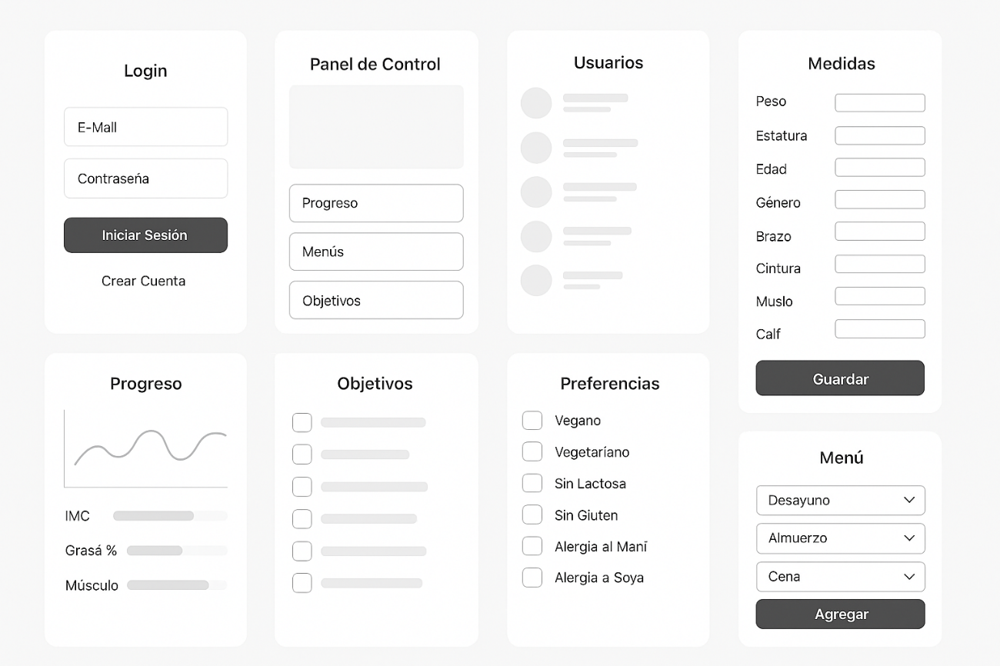 Login
E-Mall
Contraseńa
Iniciar Sesión
Crear Cuenta
Panel de Control
Progreso
Menús
Objetivos
Usuarios
Medidas
Peso
Estatura
Edad
Género
Brazo
Cintura
Muslo
Calf
Guardar
Progreso
IMC
Grasá %
Músculo
Objetivos
Preferencias
Vegano
Vegetaríano
Sin Lactosa
Sin Giuten
Alergia al Maní
Alergia a Soya
Menú
Desayuno
Almuerzo
Cena
Agregar